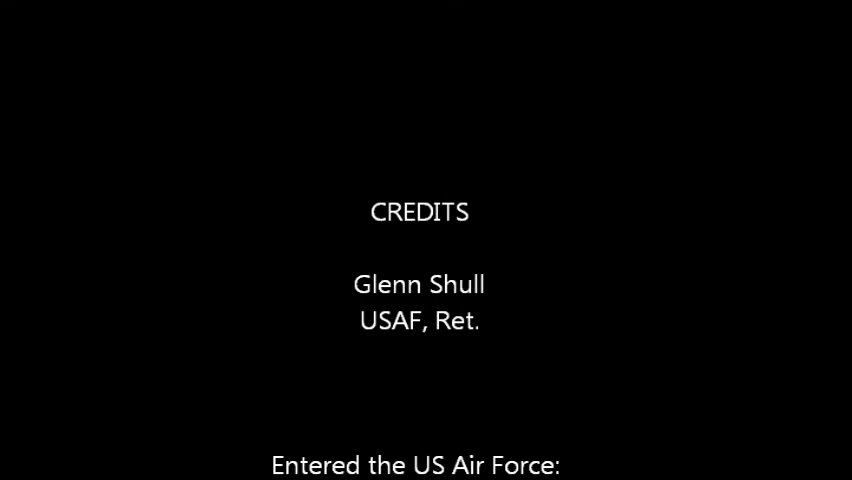 CREDITS
Glenn Shull
USAF, Ret.
Entered the US Air Force: